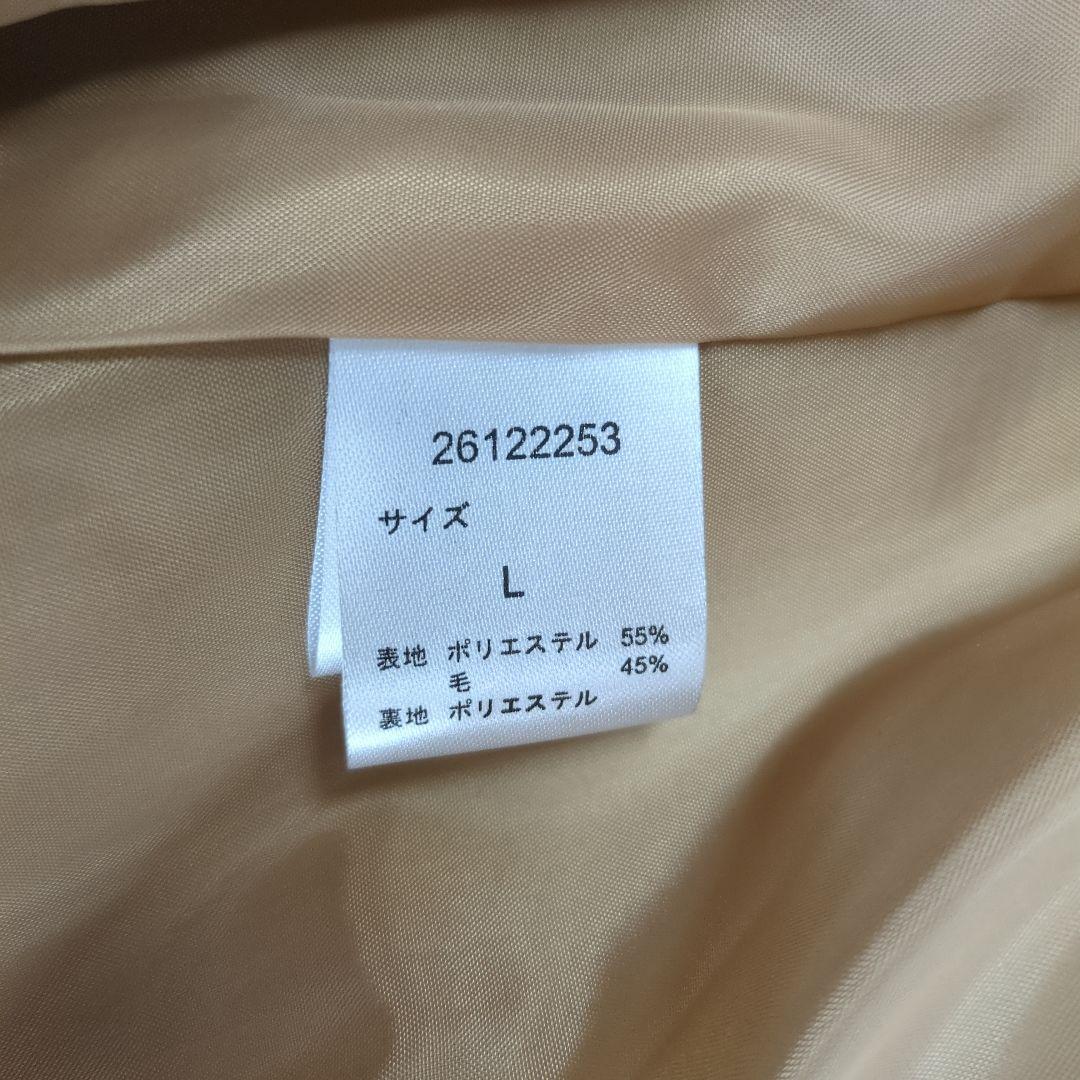 26122253
サイズ
L
表地 ポリエステル 55%
毛 45%
裏地 ポリエステル